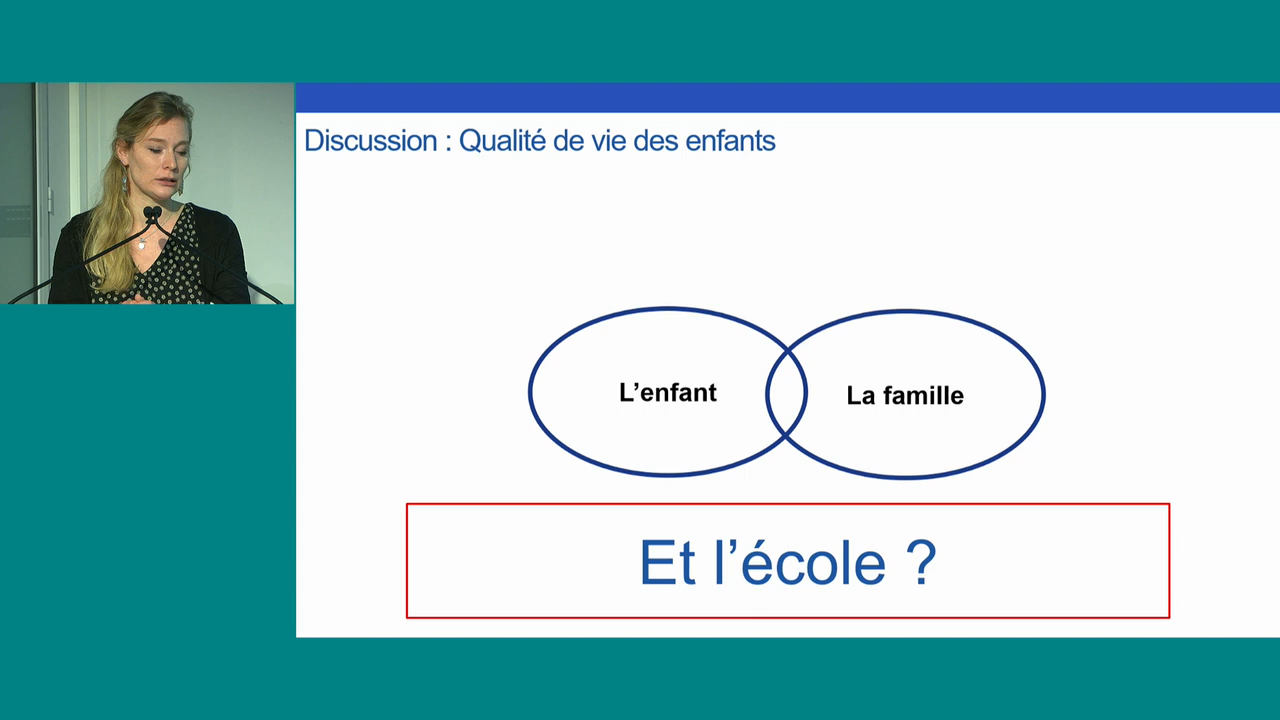 Discussion : Qualité de vie des enfants
L’enfant
La famille
Et l’école ?